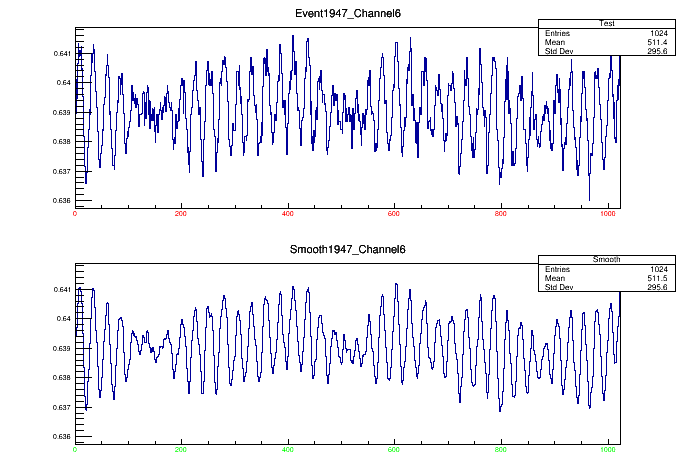 Event1947_Channel6
Test
Entries 1024
Mean 511.4
Std Dev 295.6
0.641
0.64
0.639
0.638
0.637
0.636
0 200 400 600 800 1000
Smooth1947_Channel6
Smooth
Entries 1024
Mean 511.5
Std Dev 295.6
0.641
0.64
0.639
0.638
0.637
0.636
0 200 400 600 800 1000